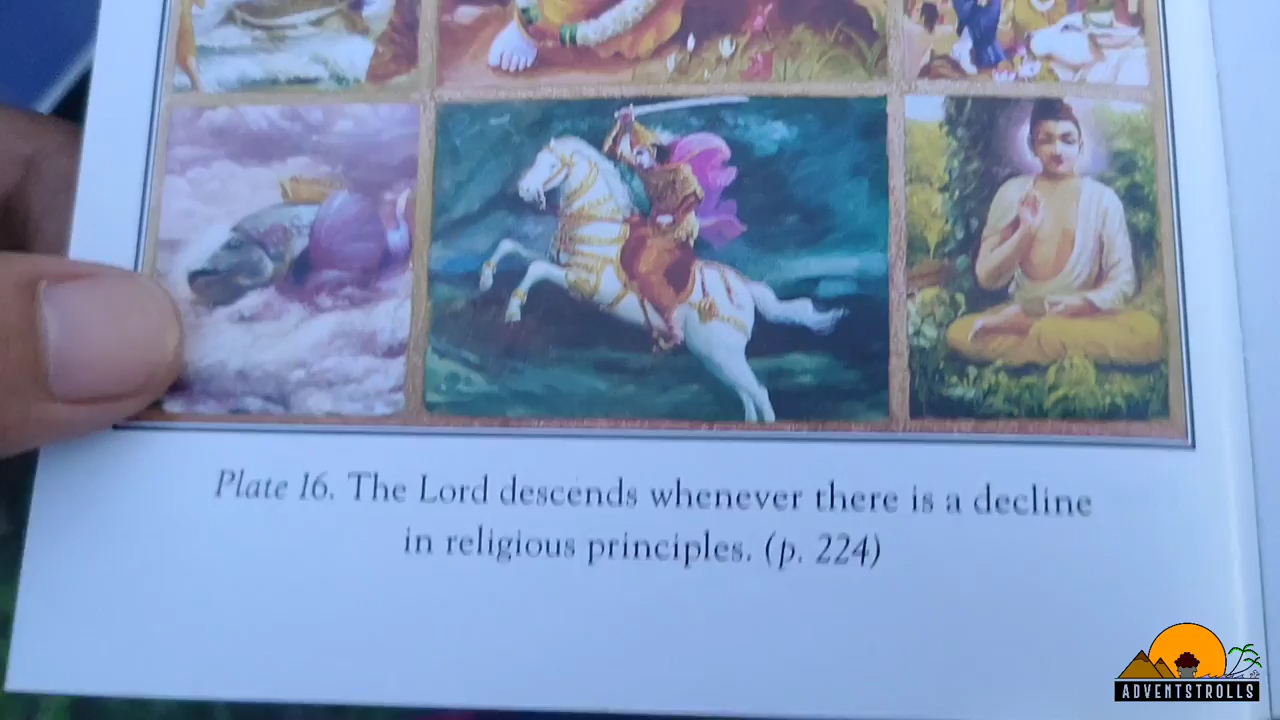 Plate 16. The Lord descends whenever there is a decline
in religious principles. (p. 224)
ADVENTSTROLLS